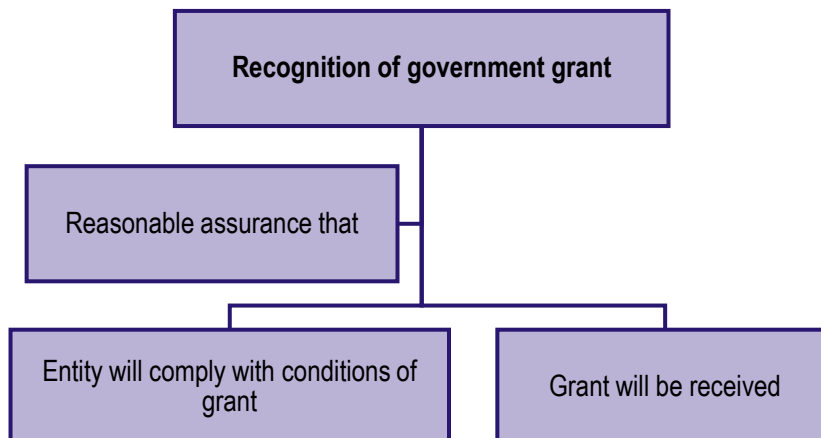 Recognition of government grant
Reasonable assurance that
Entity will comply with conditions of
grant
Grant will be received